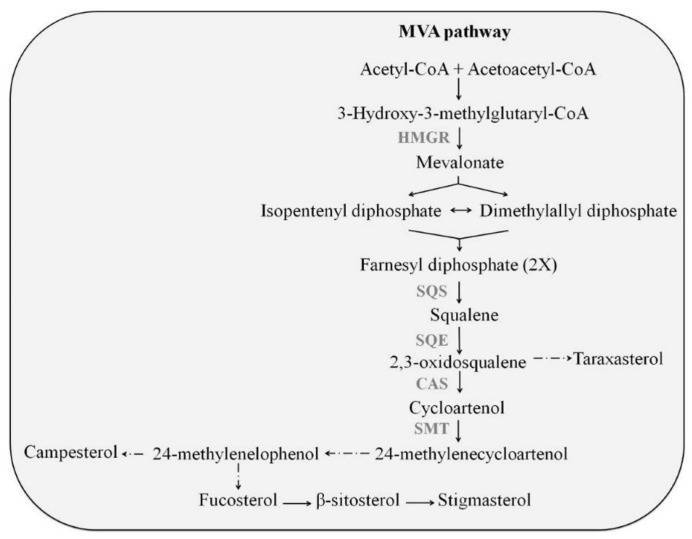 MVA pathway
Acetyl-CoA + Acetoacetyl-CoA
3-Hydroxy-3-methylglutaryl-CoA
HMGR
Mevalonate
Isopentenyl diphosphate Dimethylallyl diphosphate
Farnesyl diphosphate (2X)
SQS
Squalene
SQE
2,3-oxidosqualene Taraxasterol
CAS
Cycloartenol
SMT
Campesterol 24-methylenelophenol 24-methylenecycloartenol
Fucosterol β-sitosterol Stigmasterol